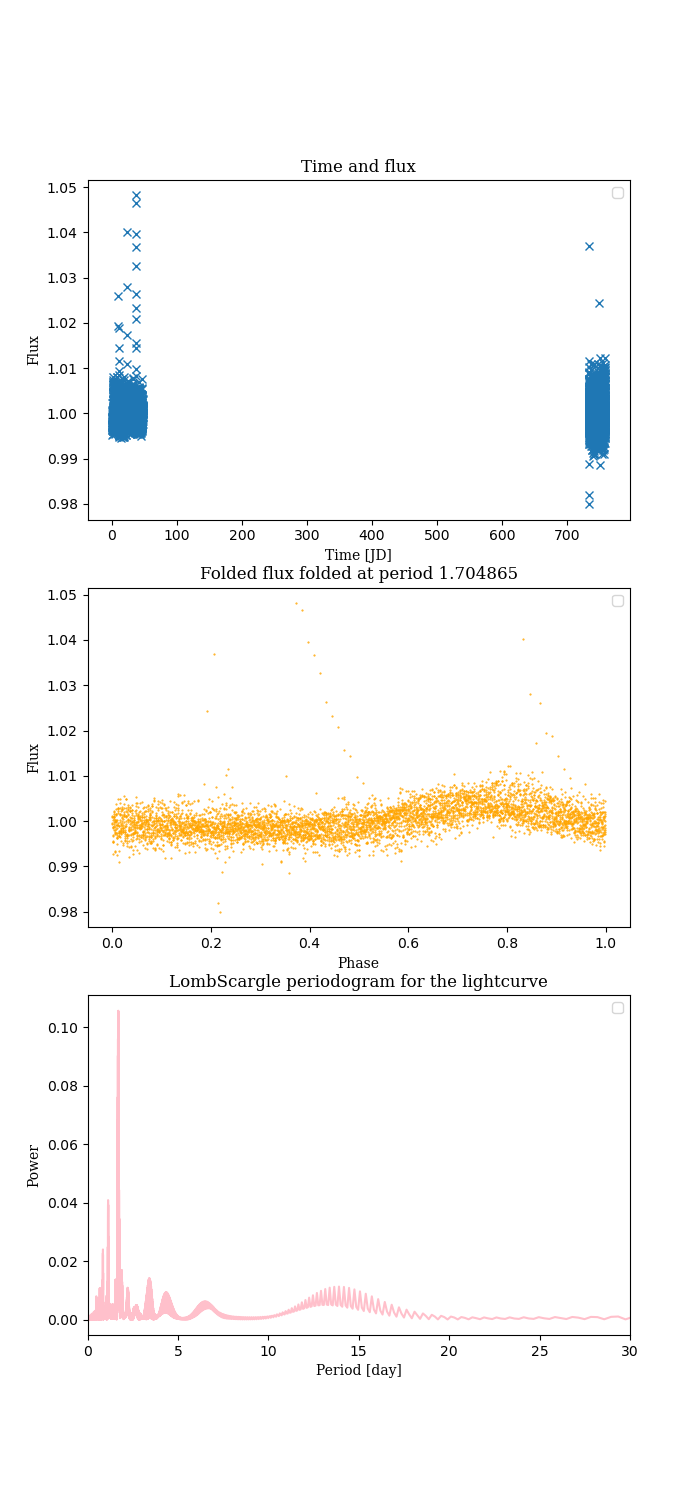 Time and flux
1.05
1.04
1.03
1.02
1.01
1.00
0.99
0.98
Flux
0 100 200 300 400 500 600 700
Time [JD]
Folded flux folded at period 1.704865
1.05
1.04
1.03
1.02
1.01
1.00
0.99
0.98
Flux
0.0 0.2 0.4 0.6 0.8 1.0
Phase
LombScargle periodogram for the lightcurve
0.10
0.08
0.06
0.04
0.02
0.00
Power
0 5 10 15 20 25 30
Period [day]